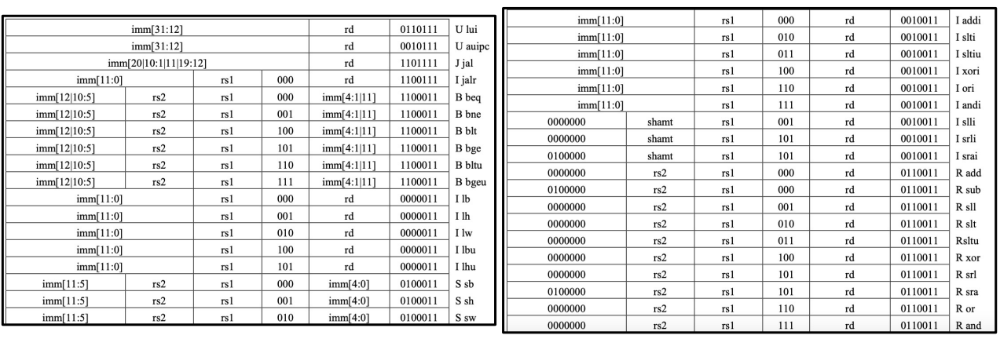 imm[31:12] rd 0110111 U lui
imm[31:12] rd 0010111 U auipc
imm[20|10:1|11|19:12] rd 1101111 J jal
imm[11:0] rs1 000 rd 1100111 I jalr
imm[12|10:5] rs2 rs1 000 imm[4:1|11] 1100011 B beq
imm[12|10:5] rs2 rs1 001 imm[4:1|11] 1100011 B bne
imm[12|10:5] rs2 rs1 100 imm[4:1|11] 1100011 B blt
imm[12|10:5] rs2 rs1 101 imm[4:1|11] 1100011 B bge
imm[12|10:5] rs2 rs1 110 imm[4:1|11] 1100011 B bltu
imm[12|10:5] rs2 rs1 111 imm[4:1|11] 1100011 B bgeu
imm[11:0] rs1 000 rd 0000011 I lb
imm[11:0] rs1 001 rd 0000011 I lh
imm[11:0] rs1 010 rd 0000011 I lw
imm[11:0] rs1 100 rd 0000011 I lbu
imm[11:0] rs1 101 rd 0000011 I lhu
imm[11:5] rs2 rs1 000 imm[4:0] 0100011 S sb
imm[11:5] rs2 rs1 001 imm[4:0] 0100011 S sh
imm[11:5] rs2 rs1 010 imm[4:0] 0100011 S sw
imm[11:0] rs1 000 rd 0010011 I addi
imm[11:0] rs1 010 rd 0010011 I slti
imm[11:0] rs1 011 rd 0010011 I sltiu
imm[11:0] rs1 100 rd 0010011 I xori
imm[11:0] rs1 110 rd 0010011 I ori
imm[11:0] rs1 111 rd 0010011 I andi
0000000 shamt rs1 001 rd 0010011 I slli
0000000 shamt rs1 101 rd 0010011 I srli
0100000 shamt rs1 101 rd 0010011 I srai
0000000 rs2 rs1 000 rd 0110011 R add
0100000 rs2 rs1 000 rd 0110011 R sub
0000000 rs2 rs1 001 rd 0110011 R sll
0000000 rs2 rs1 010 rd 0110011 R slt
0000000 rs2 rs1 011 rd 0110011 Rsltu
0000000 rs2 rs1 100 rd 0110011 R xor
0000000 rs2 rs1 101 rd 0110011 R srl
0100000 rs2 rs1 101 rd 0110011 R sra
0000000 rs2 rs1 110 rd 0110011 R or
0000000 rs2 rs1 111 rd 0110011 R and